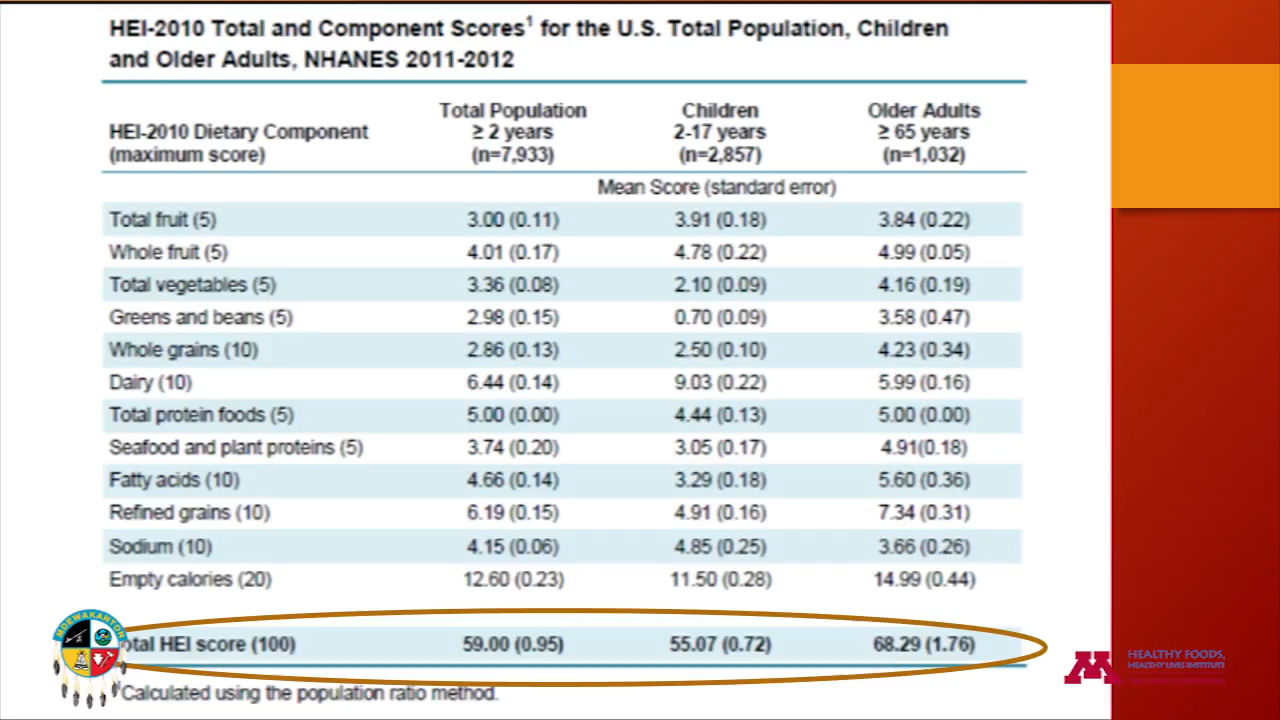 HEI-2010 Total and Component Scores1 for the U.S. Total Population, Children
and Older Adults, NHANES 2011-2012
HEI-2010 Dietary Component
(maximum score)
Total Population
≥ 2 years
(n=7,933)
Children
2-17 years
(n=2,857)
Older Adults
≥ 65 years
(n=1,032)
Mean Score (standard error)
Total fruit (5) 3.00 (0.11) 3.91 (0.18) 3.84 (0.22)
Whole fruit (5) 4.01 (0.17) 4.78 (0.22) 4.99 (0.05)
Total vegetables (5) 3.36 (0.08) 2.10 (0.09) 4.16 (0.19)
Greens and beans (5) 2.98 (0.15) 0.70 (0.09) 3.58 (0.47)
Whole grains (10) 2.86 (0.13) 2.50 (0.10) 4.23 (0.34)
Dairy (10) 6.44 (0.14) 9.03 (0.22) 5.99 (0.16)
Total protein foods (5) 5.00 (0.00) 4.44 (0.13) 5.00 (0.00)
Seafood and plant proteins (5) 3.74 (0.20) 3.05 (0.17) 4.91(0.18)
Fatty acids (10) 4.66 (0.14) 3.29 (0.18) 5.60 (0.36)
Refined grains (10) 6.19 (0.15) 4.91 (0.16) 7.34 (0.31)
Sodium (10) 4.15 (0.06) 4.85 (0.25) 3.66 (0.26)
Empty calories (20) 12.60 (0.23) 11.50 (0.28) 14.99 (0.44)
otal HEI score (100) 59.00 (0.95) 55.07 (0.72) 68.29 (1.76)
Calculated using the population ratio method.
MDEWAKANTON
M
HEALTHY FOODS,
HEALTHY LIVES INSTITUTE